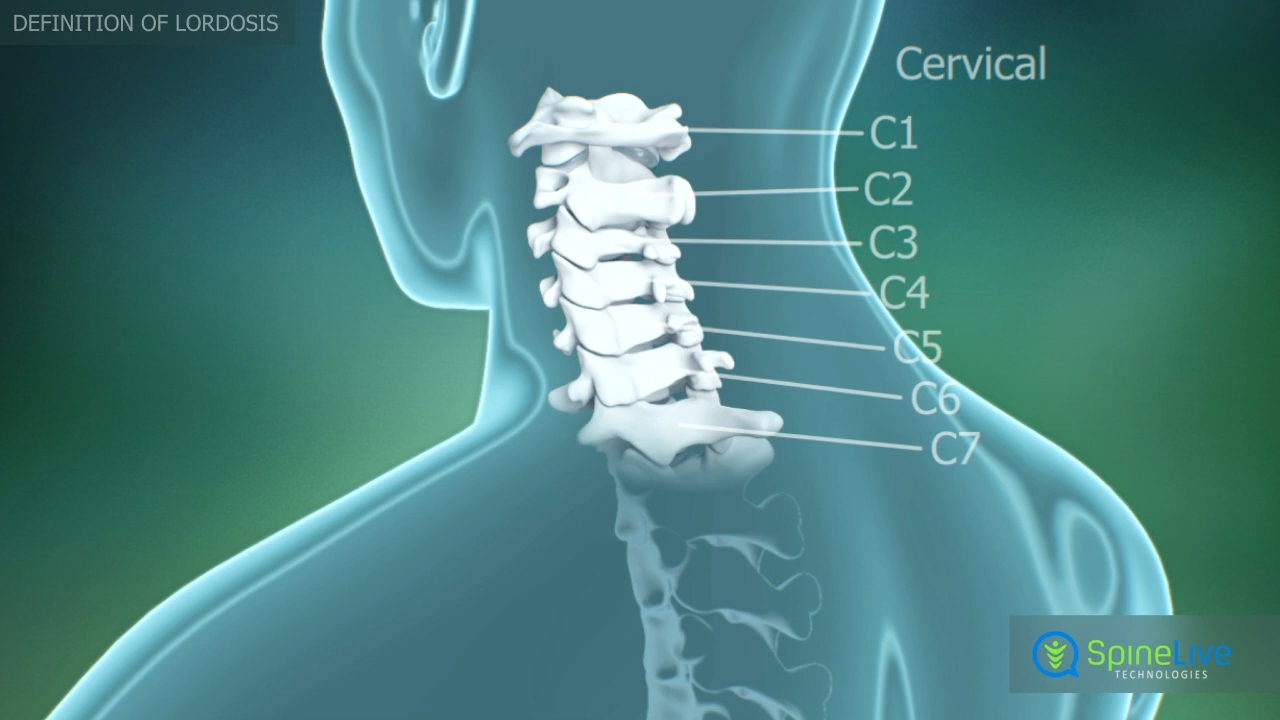 DEFINITION OF LORDOSIS
Cervical
C1
C2
C3
C4
C5
C6
C7
SpineLive
TECHNOLOGIES